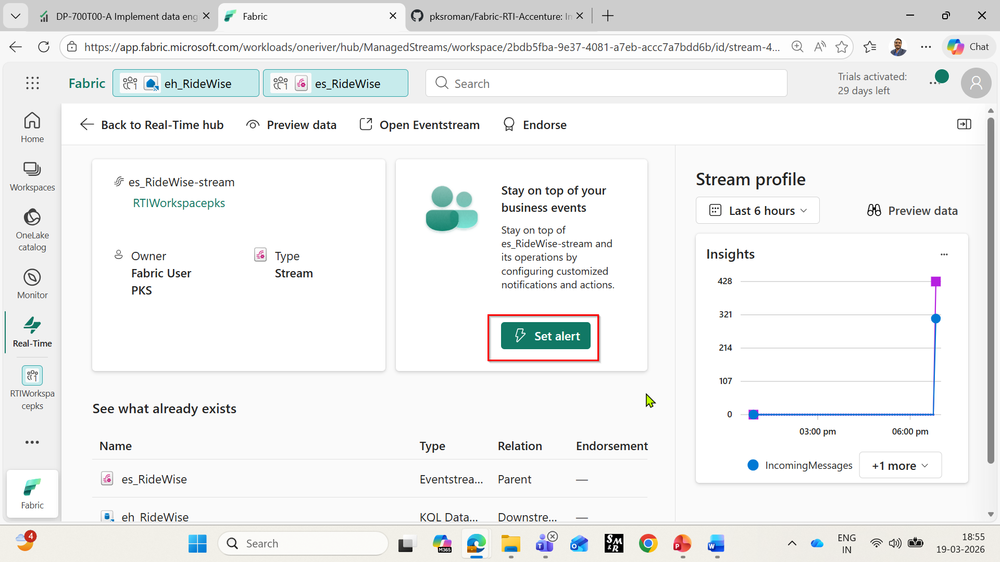 DP-700T00-A Implement data eng
Fabric
pksroman/Fabric-RTI-Accenture: In
https://app.fabric.microsoft.com/workloads/oneriver/hub/ManagedStreams/workspace/2bdb5fba-9e37-4081-a7eb-accc7a7bdd6b/id/stream-4...
Chat
Fabric
1
eh_RideWise
1
es_RideWise
Search
Trials activated:
29 days left
Home
Workspaces
OneLake
catalog
Monitor
Real-Time
1
RTIWorkspa
cepks
Fabric
Back to Real-Time hub
Preview data
Open Eventstream
Endorse
es_RideWise-stream
RTIWorkspacepks
Owner
Fabric User
PKS
Type
Stream
Stay on top of your
business events
Stay on top of
es_RideWise-stream and
its operations by
configuring customized
notifications and actions.
Set alert
See what already exists
Name Type Relation Endorsement
es_RideWise Eventstrea... Parent —
eh_RideWise KQL Data... Downstre... —
Stream profile
Last 6 hours
Preview data
Insights
428
321
214
107
0
03:00 pm 06:00 pm
IncomingMessages
+1 more
4
Search
M365
T
O
SM
&R
P
W
ENG
IN
18:55
19-03-2026